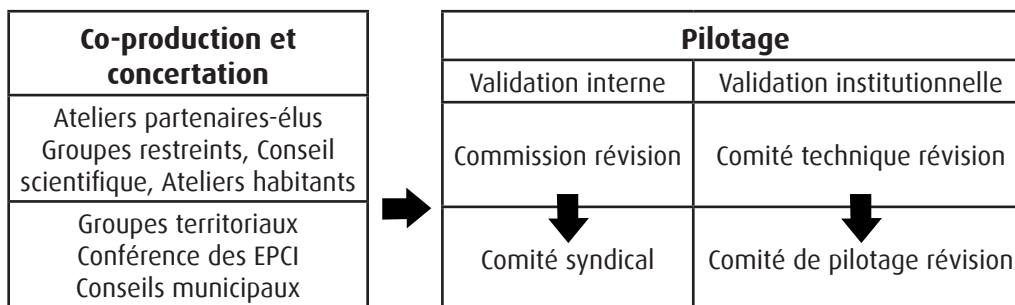 Co-production et
concertation
Ateliers partenaires-élus
Groupes restreints, Conseil
scientifique, Ateliers habitants
Groupes territoriaux
Conférence des EPCI
Conseils municipaux
Pilotage
Validation interne
Validation institutionnelle
Commission révision
Comité technique révision
Comité syndical
Comité de pilotage révision